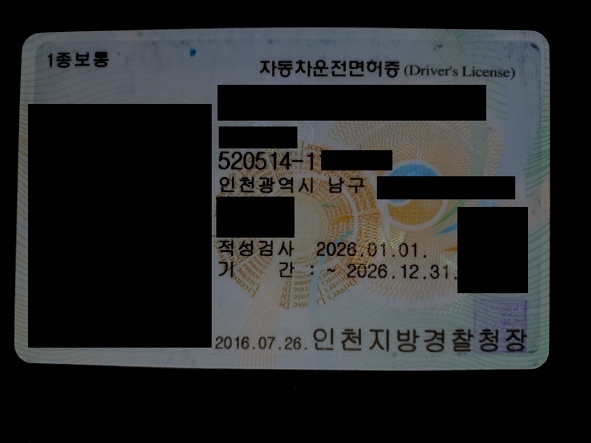 1종보통
자동차운전면허증 (Driver's License)
520514-1
인천광역시 남구
적성검사 2026.01.01.
기 간 : ~ 2026.12.31.
2016.07.26. 인천지방경찰청장